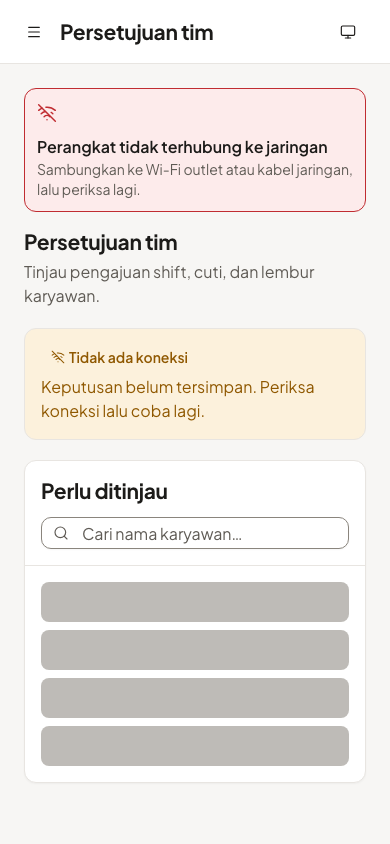 Persetujuan tim
Perangkat tidak terhubung ke jaringan
Sambungkan ke Wi-Fi outlet atau kabel jaringan,
lalu periksa lagi.
Persetujuan tim
Tinjau pengajuan shift, cuti, dan lembur
karyawan.
Tidak ada koneksi
Keputusan belum tersimpan. Periksa
koneksi lalu coba lagi.
Perlu ditinjau
Cari nama karyawan…